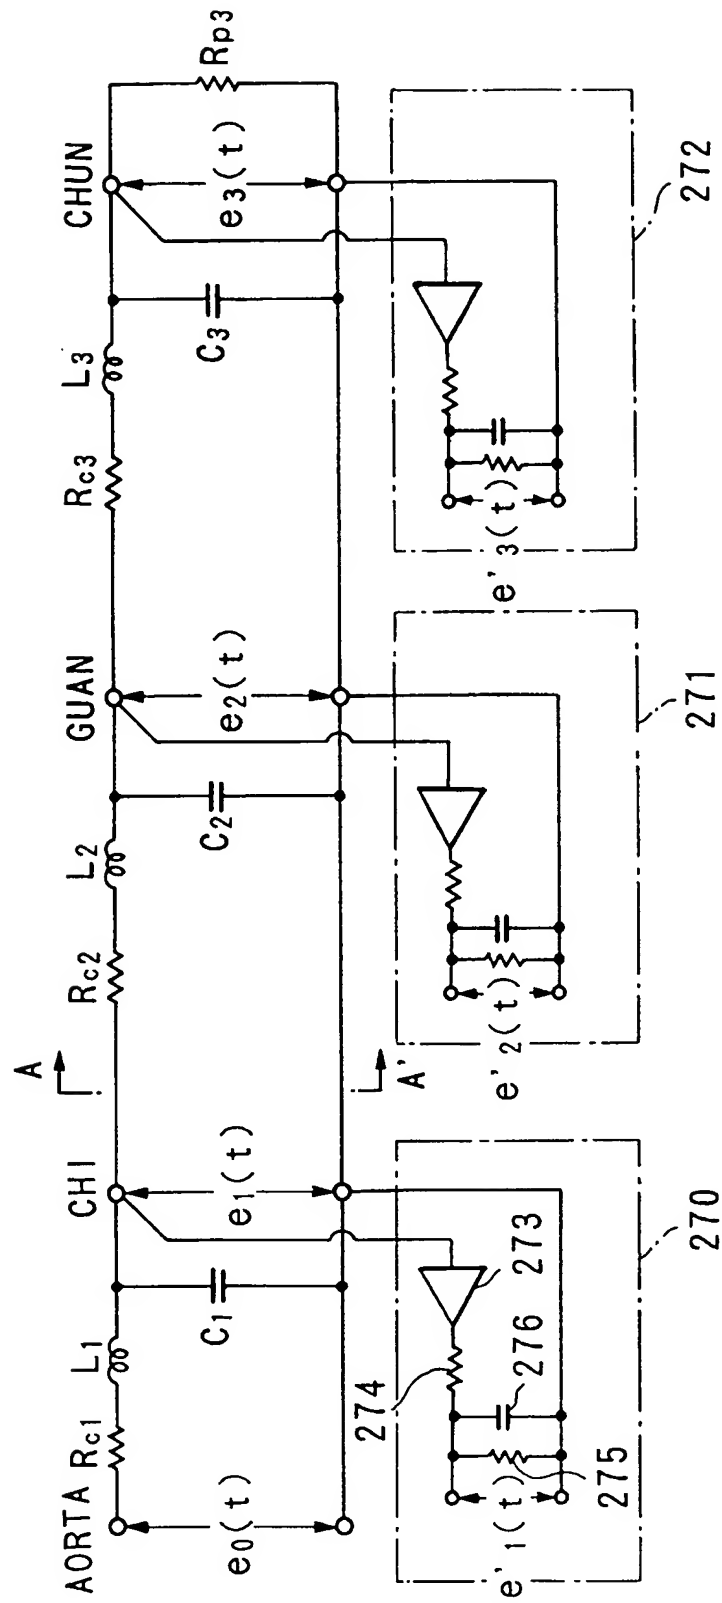 AORTA
Rc1
L1
C1
CHI
e0(t)
e1(t)
A
A'
Rc2
L2
C2
GUAN
e2(t)
Rc3
L3
C3
CHUN
e3(t)
Rp3
e'1(t)
274
275
276
273
270
e'2(t)
271
e'3(t)
272